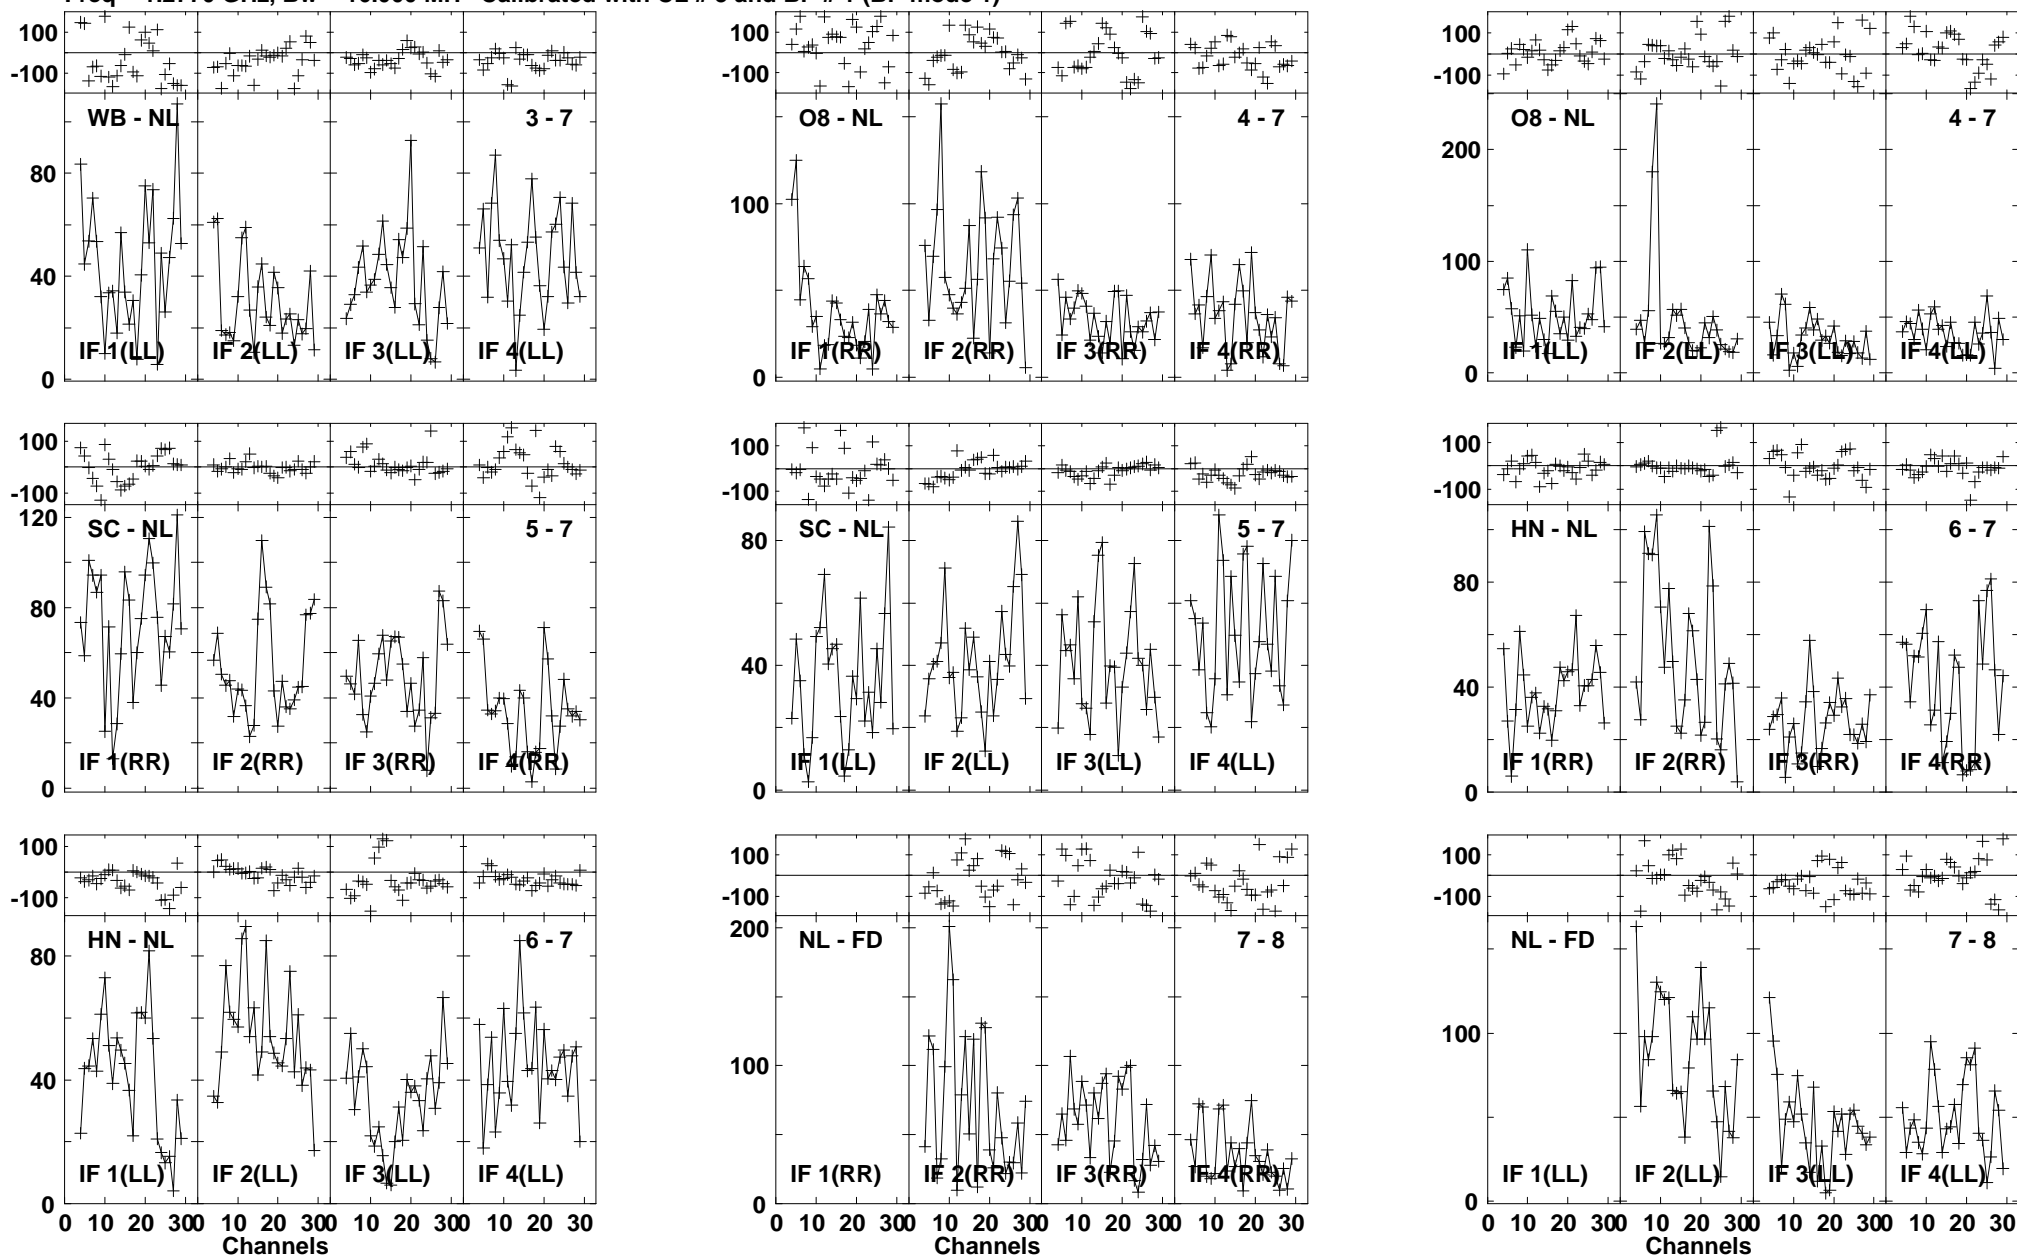 100
-100
WB - NL
3 - 7
80
40
0
IF 1(LL)
IF 2(LL)
IF 3(LL)
IF 4(LL)
100
-100
O8 - NL
4 - 7
100
0
IF 1(RR)
IF 2(RR)
IF 3(RR)
IF 4(RR)
100
-100
O8 - NL
4 - 7
200
100
0
IF 1(LL)
IF 2(LL)
IF 3(LL)
IF 4(LL)
100
-100
SC - NL
5 - 7
120
80
40
0
IF 1(RR)
IF 2(RR)
IF 3(RR)
IF 4(RR)
100
-100
SC - NL
5 - 7
80
40
0
IF 1(LL)
IF 2(LL)
IF 3(LL)
IF 4(LL)
100
-100
HN - NL
6 - 7
80
40
0
IF 1(RR)
IF 2(RR)
IF 3(RR)
IF 4(RR)
100
-100
HN - NL
6 - 7
80
40
0
IF 1(LL)
IF 2(LL)
IF 3(LL)
IF 4(LL)
0 10 20 30 0 10 20 30 0 10 20 30 0 10 20 30
Channels
100
-100
NL - FD
7 - 8
200
100
0
IF 1(RR)
IF 2(RR)
IF 3(RR)
IF 4(RR)
0 10 20 30 0 10 20 30 0 10 20 30 0 10 20 30
Channels
100
-100
NL - FD
7 - 8
100
0
IF 1(LL)
IF 2(LL)
IF 3(LL)
IF 4(LL)
0 10 20 30 0 10 20 30 0 10 20 30 0 10 20 30
Channels